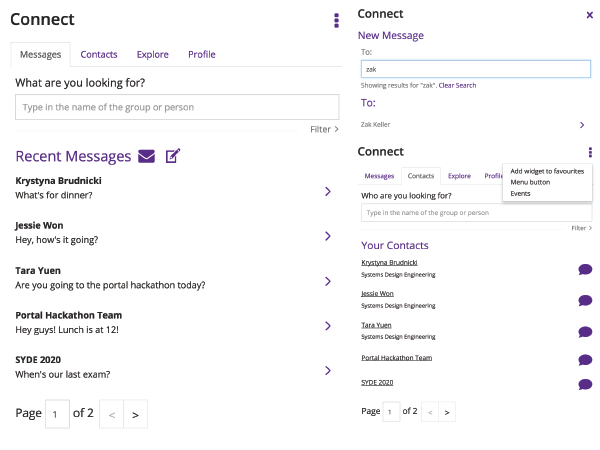 Connect
Messages
Contacts
Explore
Profile
What are you looking for?
Type in the name of the group or person
Filter >
Recent Messages
Krystyna Brudnicki
What's for dinner?
Jessie Won
Hey, how's it going?
Tara Yuen
Are you going to the portal hackathon today?
Portal Hackathon Team
Hey guys! Lunch is at 12!
SYDE 2020
When's our last exam?
Page 1 of 2 < >
Connect
New Message
To:
zak
Showing results for "zak". Clear Search
To:
Zak Keller
Connect
Add widget to favourites
Menu button
Events
Messages
Contacts
Explore
Profile
Who are you looking for?
Type in the name of the group or person
Filter >
Your Contacts
Krystyna Brudnicki
Systems Design Engineering
Jessie Won
Systems Design Engineering
Tara Yuen
Systems Design Engineering
Portal Hackathon Team
SYDE 2020
Page 1 of 2 < >